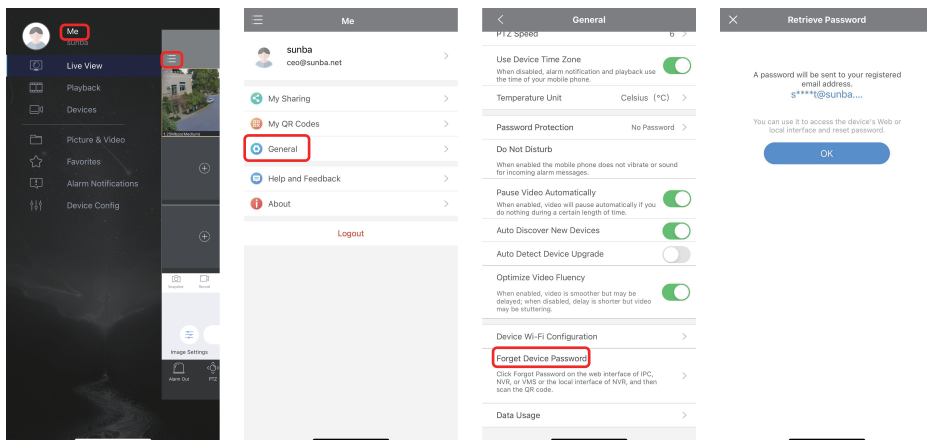 Me
sunba
Live View
Playback
Devices
Picture & Video
Favorites
Alarm Notifications
Device Config
Snapshot
Record
Image Settings
Alarm Out
PTZ
Me
sunba
ceo@sunba.net
My Sharing
My QR Codes
General
Help and Feedback
About
Logout
General
PTZ Speed 6
Use Device Time Zone
When disabled, alarm notification and playback use
the time of your mobile phone.
Temperature Unit Celsius (°C)
Password Protection No Password
Do Not Disturb
When enabled the mobile phone does not vibrate or sound
for incoming alarm messages.
Pause Video Automatically
When enabled, video will pause automatically if you
do nothing during a certain length of time.
Auto Discover New Devices
Auto Detect Device Upgrade
Optimize Video Fluency
When enabled, video is smoother but may be
delayed; when disabled, delay is shorter but video
may be stuttering.
Device Wi-Fi Configuration
Forget Device Password
Click Forgot Password on the web interface of IPC,
NVR, or VMS or the local interface of NVR, and then
scan the QR code.
Data Usage
Retrieve Password
A password will be sent to your registered
email address.
s****t@sunba....
You can use it to access the device's Web or
local interface and reset password.
OK